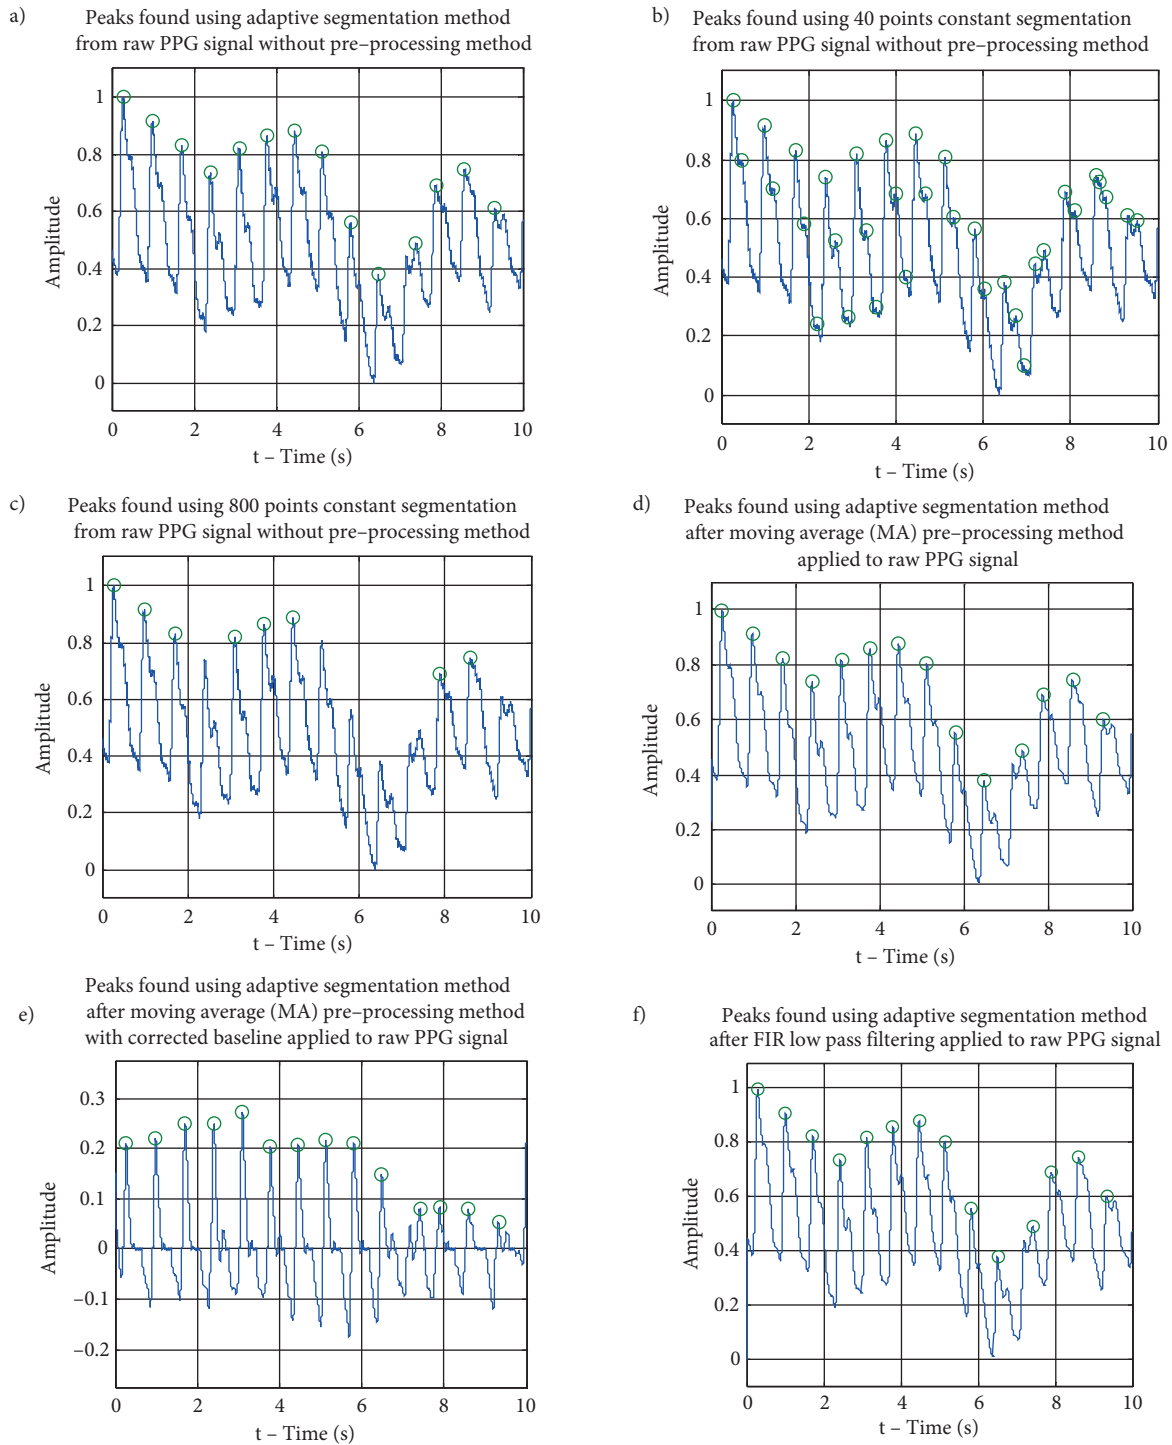 a)
Peaks found using adaptive segmentation method
from raw PPG signal without pre–processing method
1
0.8
0.6
0.4
0.2
0
Amplitude
0 2 4 6 8 10
t – Time (s)
b)
Peaks found using 40 points constant segmentation
from raw PPG signal without pre–processing method
1
0.8
0.6
0.4
0.2
0
Amplitude
0 2 4 6 8 10
t – Time (s)
c)
Peaks found using 800 points constant segmentation
from raw PPG signal without pre–processing method
1
0.8
0.6
0.4
0.2
0
Amplitude
0 2 4 6 8 10
t – Time (s)
d)
Peaks found using adaptive segmentation method
after moving average (MA) pre–processing method
applied to raw PPG signal
1
0.8
0.6
0.4
0.2
0
Amplitude
0 2 4 6 8 10
t – Time (s)
e)
Peaks found using adaptive segmentation method
after moving average (MA) pre–processing method
with corrected baseline applied to raw PPG signal
0.3
0.2
0.1
0
–0.1
–0.2
Amplitude
0 2 4 6 8 10
t – Time (s)
f)
Peaks found using adaptive segmentation method
after FIR low pass filtering applied to raw PPG signal
1
0.8
0.6
0.4
0.2
0
Amplitude
0 2 4 6 8 10
t – Time (s)